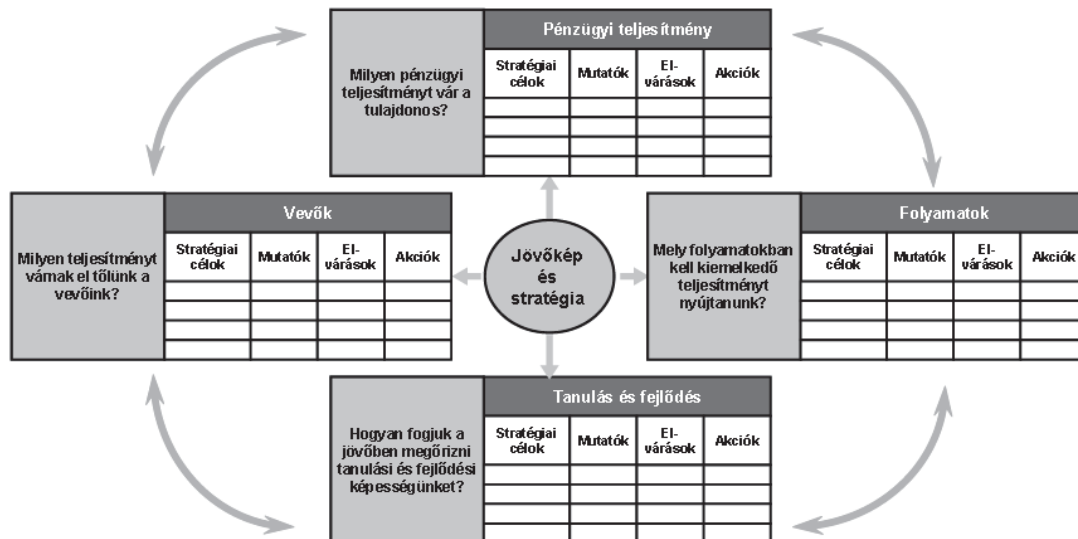 Milyen pénzügyi
teljesítményt vár a
tulajdonos?
Pénzügyi teljesítmény
Stratégiai
célok
Mutatók
El-
várások
Akciók
Milyen teljesítményt
várnak el tőlünk a
vevőink?
Vevők
Stratégiai
célok
Mutatók
El-
várások
Akciók
Jövőkép
és
stratégia
Mely folyamatokban
kell kiemelkedő
teljesítményt
nyújtanunk?
Folyamatok
Stratégiai
célok
Mutatók
El-
várások
Akciók
Hogyan fogjuk a
jövőben megőrizni
tanulási és fejlődési
képességünket?
Tanulás és fejlődés
Stratégiai
célok
Mutatók
El-
várások
Akciók